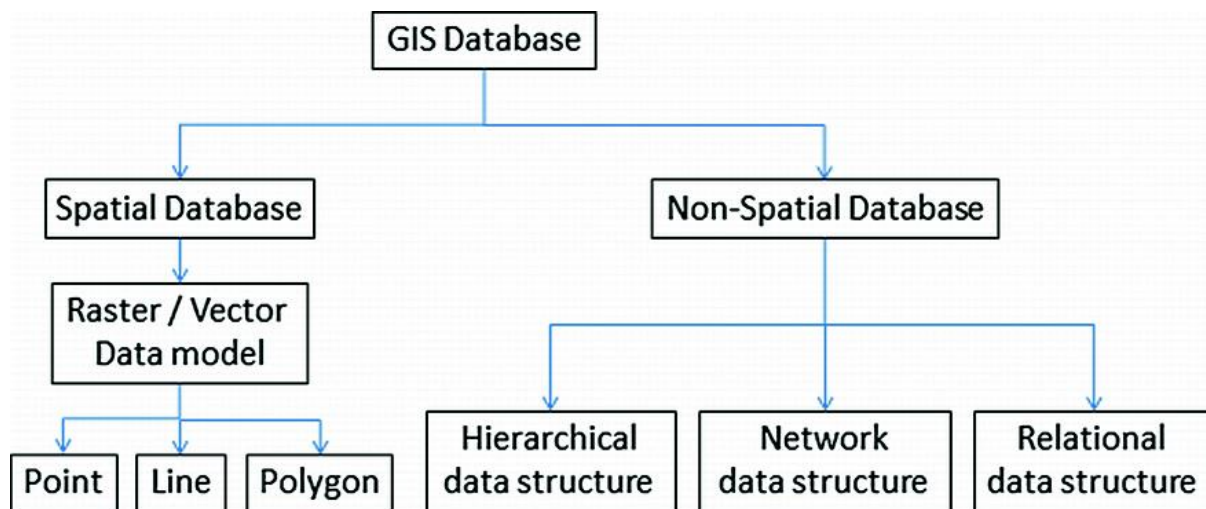 GIS Database
Spatial Database
Non-Spatial Database
Raster / Vector
Data model
Point
Line
Polygon
Hierarchical
data structure
Network
data structure
Relational
data structure